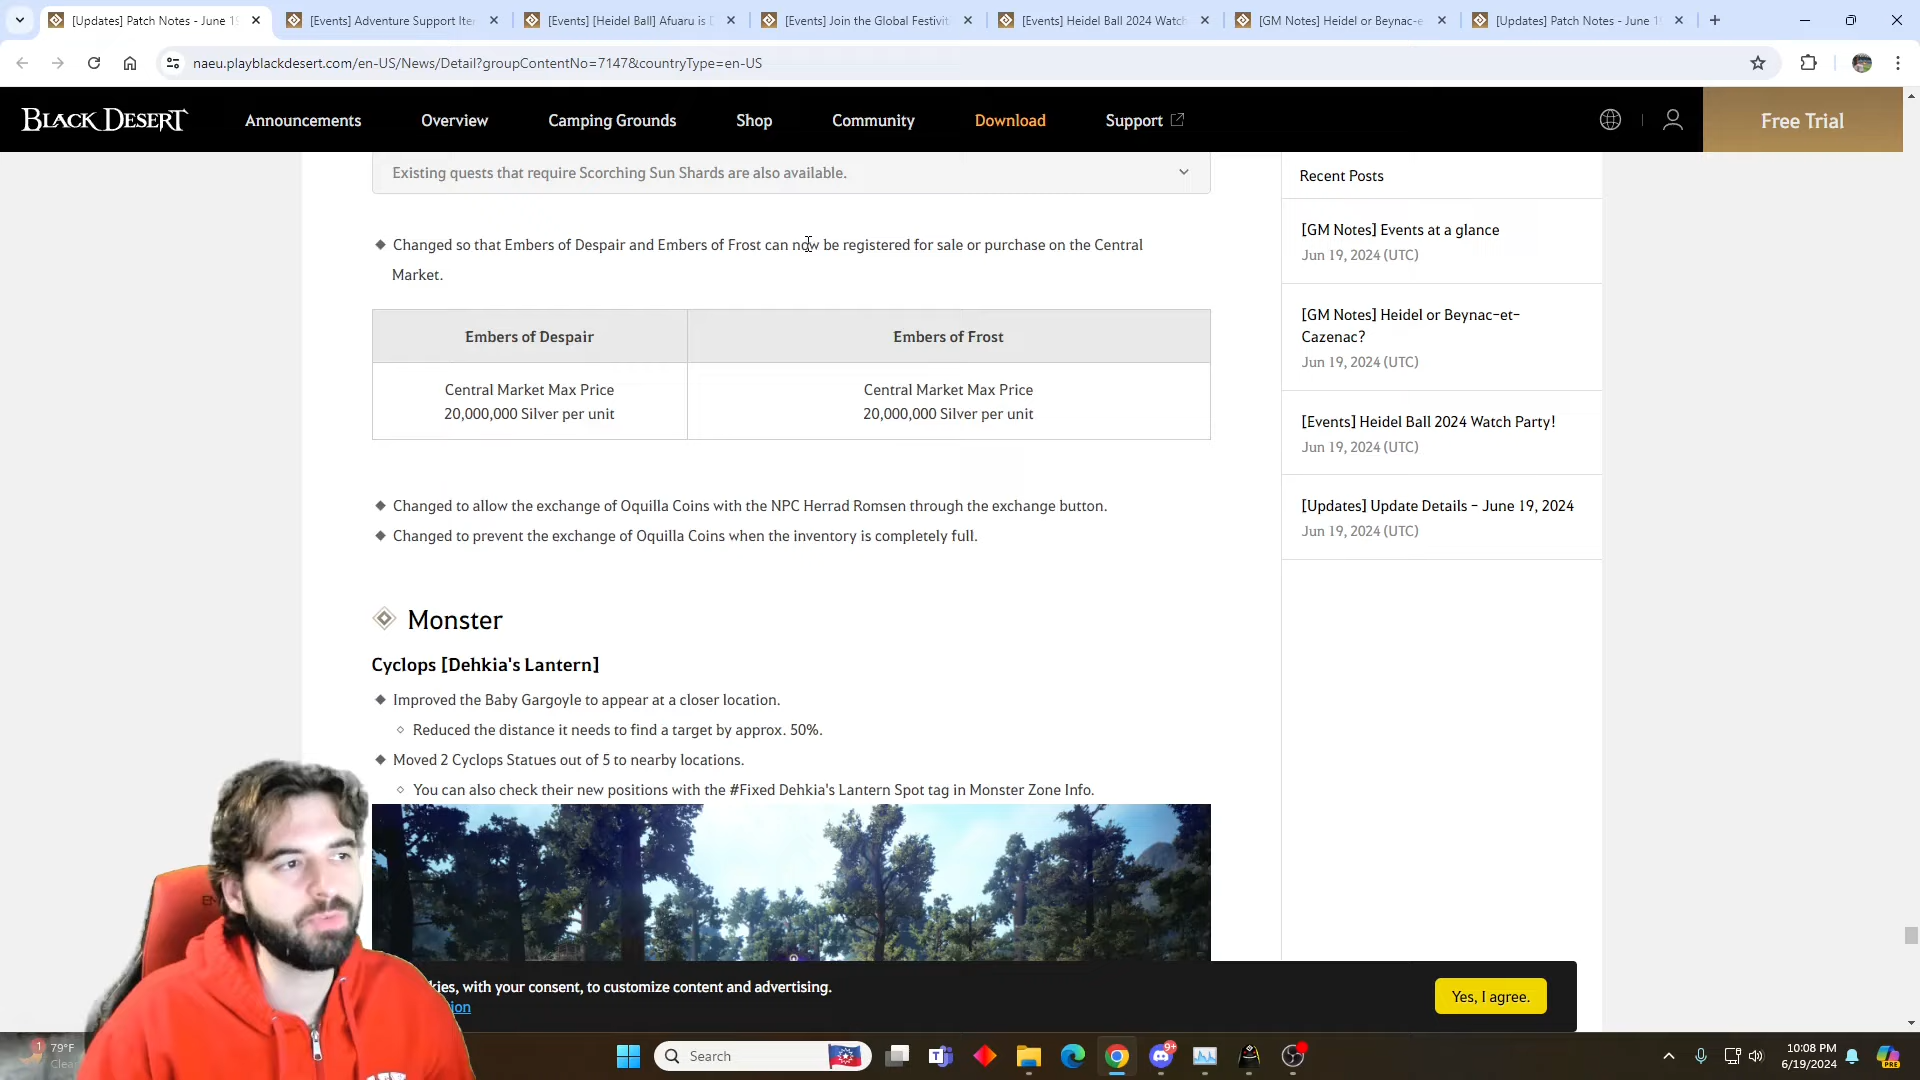 [Updates] Patch Notes - June 1
[Events] Adventure Support Ite
[Events] [Heidel Ball] Afuaru is
[Events] Join the Global Festivit
[Events] Heidel Ball 2024 Watch
[GM Notes] Heidel or Beynac-e
[Updates] Patch Notes - June 1
naeu.playblackdesert.com/en-US/News/Detail?groupContentNo=7147&countryType=en-US
BLACK DESERT
Announcements
Overview
Camping Grounds
Shop
Community
Download
Support
Free Trial
Existing quests that require Scorching Sun Shards are also available.
Changed so that Embers of Despair and Embers of Frost can now be registered for sale or purchase on the Central
Market.
Embers of Despair
Embers of Frost
Central Market Max Price
20,000,000 Silver per unit
Central Market Max Price
20,000,000 Silver per unit
Changed to allow the exchange of Oquilla Coins with the NPC Herrad Romsen through the exchange button.
Changed to prevent the exchange of Oquilla Coins when the inventory is completely full.
Monster
Cyclops [Dehkia's Lantern]
Improved the Baby Gargoyle to appear at a closer location.
Reduced the distance it needs to find a target by approx. 50%.
Moved 2 Cyclops Statues out of 5 to nearby locations.
You can also check their new positions with the #Fixed Dehkia's Lantern Spot tag in Monster Zone Info.
Recent Posts
[GM Notes] Events at a glance
Jun 19, 2024 (UTC)
[GM Notes] Heidel or Beynac-et-
Cazenac?
Jun 19, 2024 (UTC)
[Events] Heidel Ball 2024 Watch Party!
Jun 19, 2024 (UTC)
[Updates] Update Details - June 19, 2024
Jun 19, 2024 (UTC)
kies, with your consent, to customize content and advertising.
ion
Yes, I agree.
1
79°F
Clea
Search
9+
10:08 PM
6/19/2024
PRE